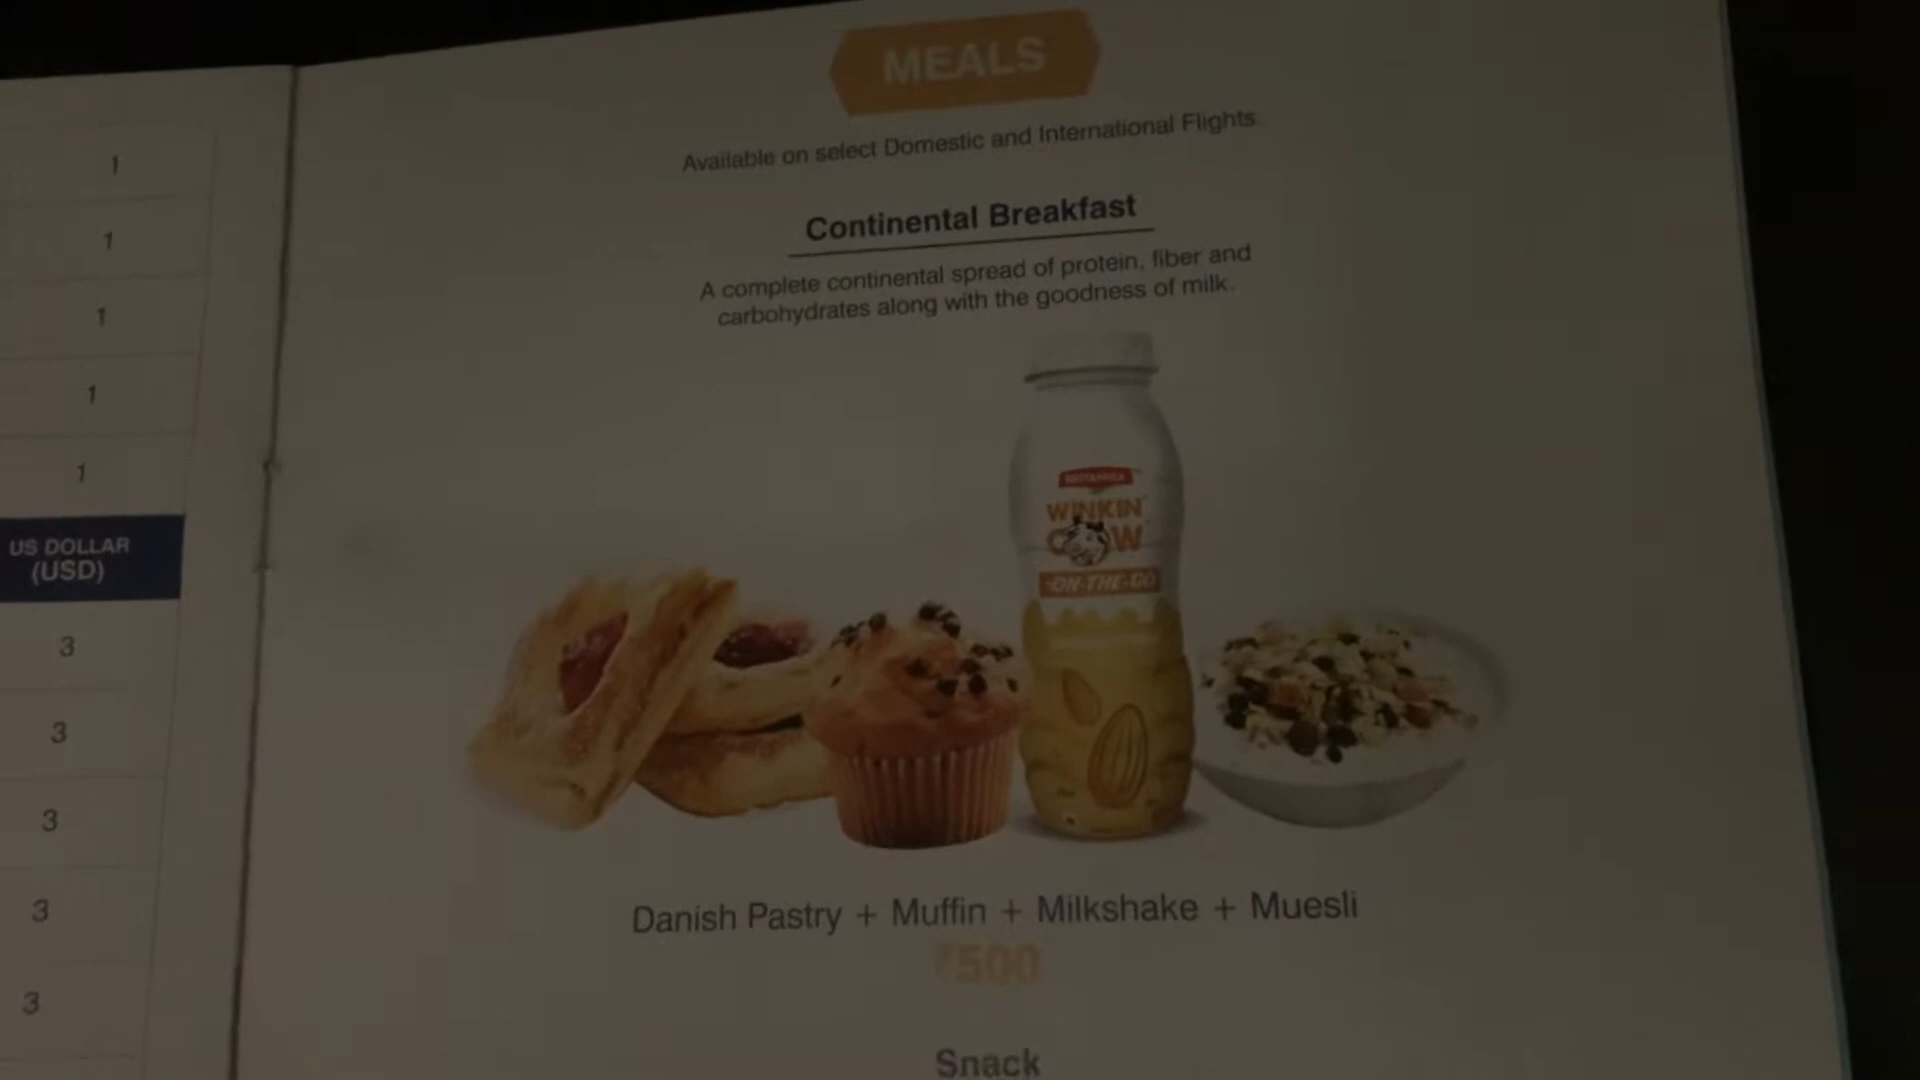 1
1
1
1
1
US DOLLAR
(USD)
3
3
3
3
3
MEALS
Available on select Domestic and International Flights
Continental Breakfast
A complete continental spread of protein, fiber and
carbohydrates along with the goodness of milk.
BRITANNIA
WINKIN'
COW
ON-THE-GO
Danish Pastry + Muffin + Milkshake + Muesli
₹500
Snack